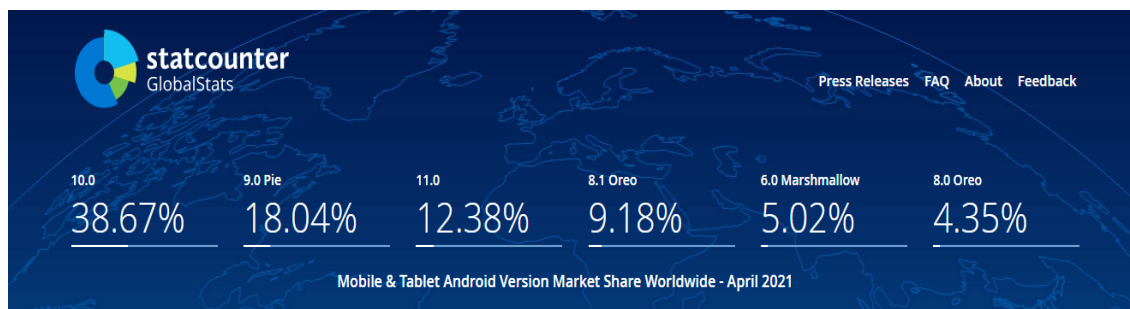 statcounter
GlobalStats
Press Releases FAQ About Feedback
10.0 9.0 Pie 11.0 8.1 Oreo 6.0 Marshmallow 8.0 Oreo
38.67% 18.04% 12.38% 9.18% 5.02% 4.35%
Mobile & Tablet Android Version Market Share Worldwide - April 2021